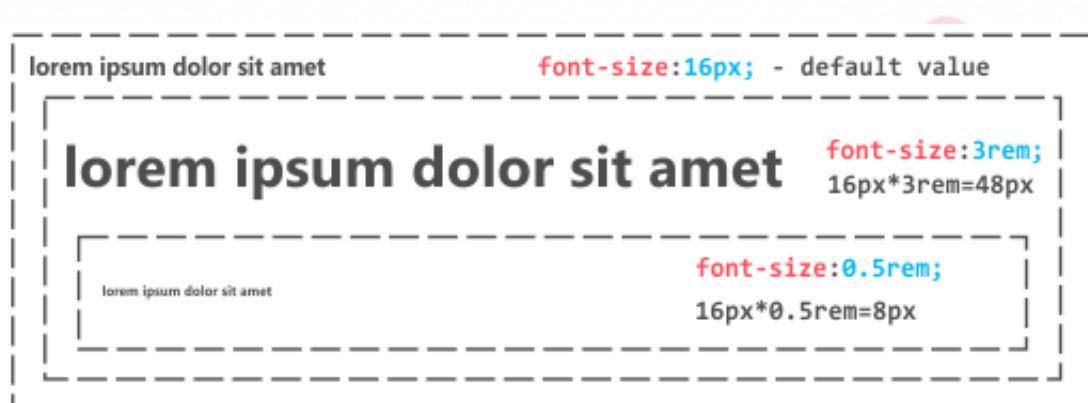 lorem ipsum dolor sit amet font-size:16px; - default value
lorem ipsum dolor sit amet font-size:3rem;
16px*3rem=48px
font-size:0.5rem;
lorem ipsum dolor sit amet
16px*0.5rem=8px